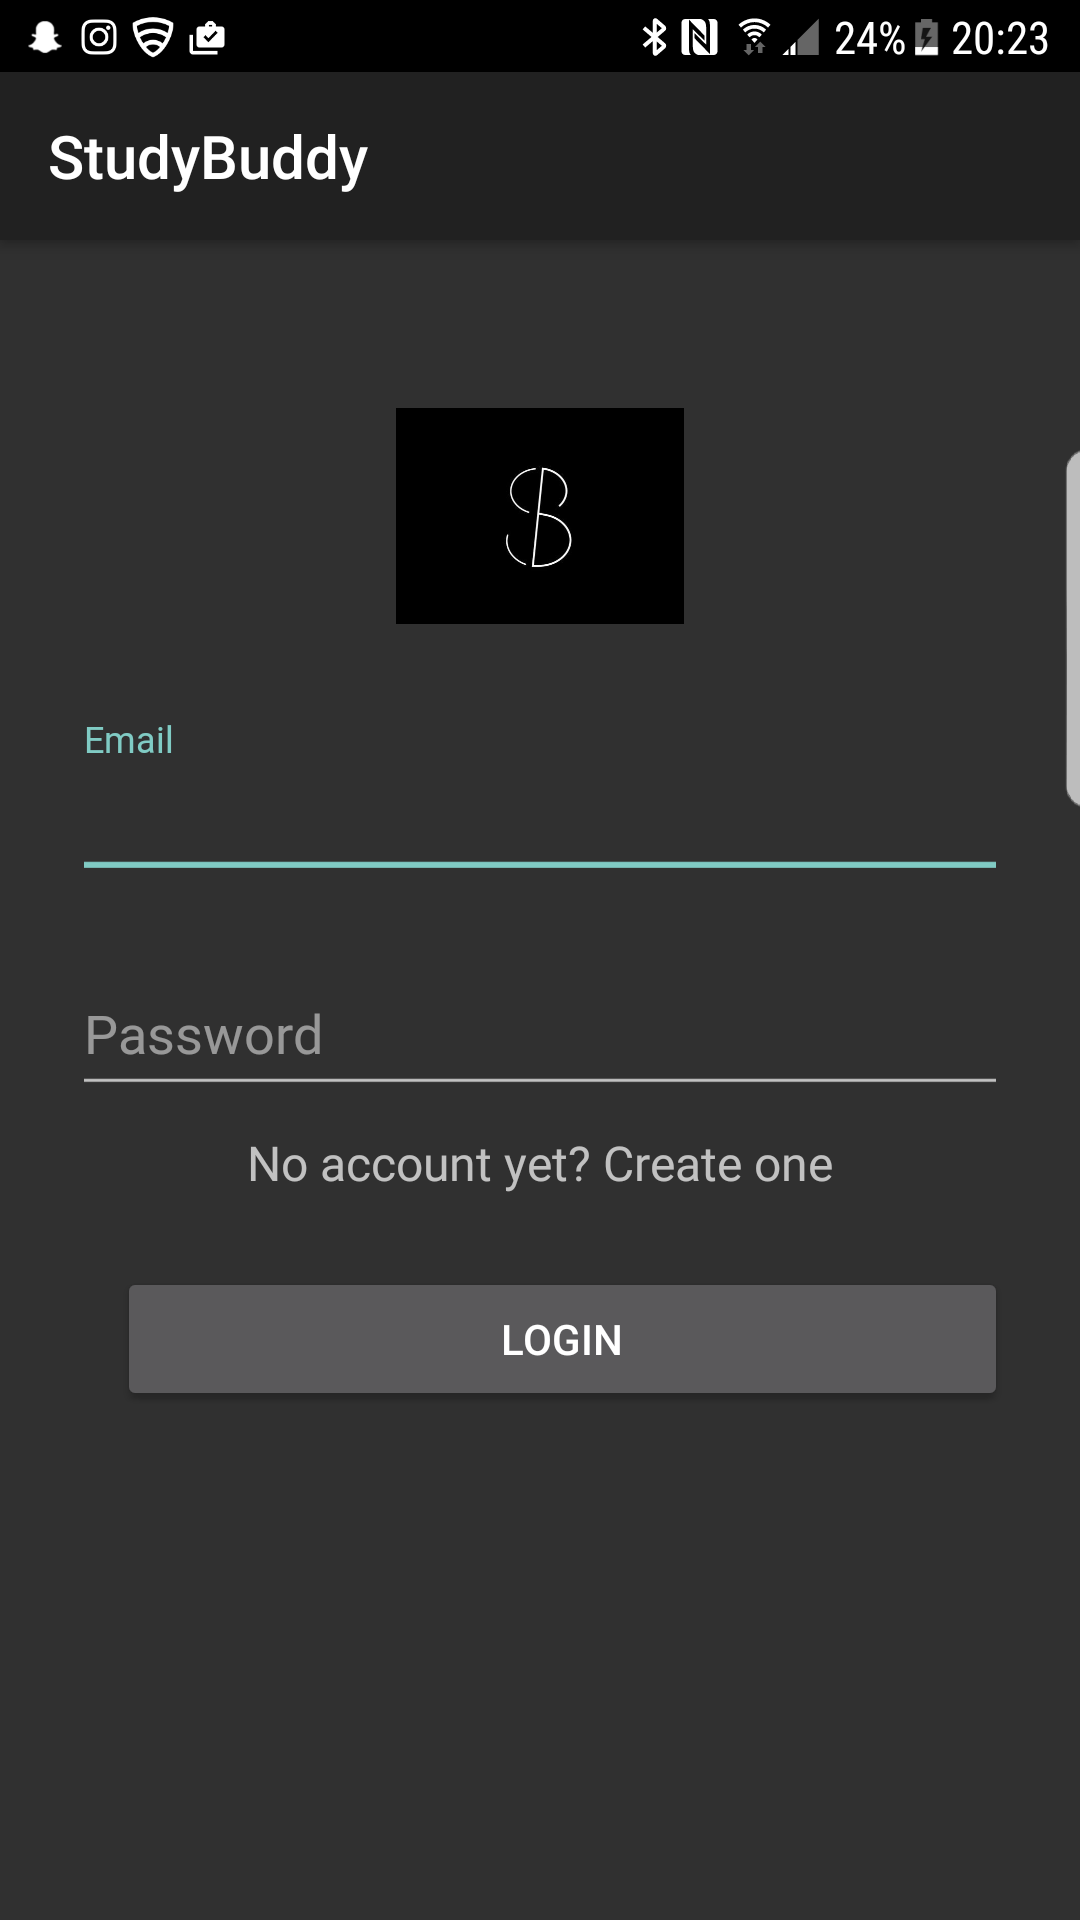 24% 20:23
StudyBuddy
Email
Password
No account yet? Create one
LOGIN